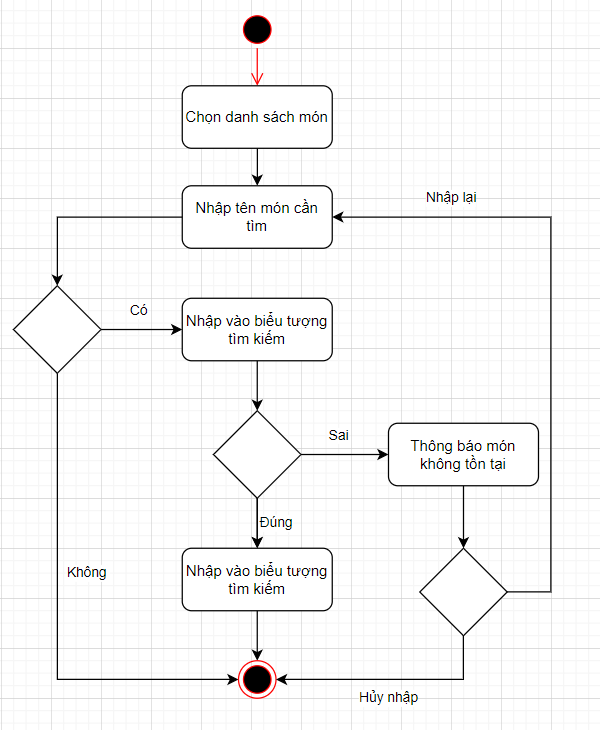 Chọn danh sách món
Nhập tên món cần
tìm
Nhập lại
Có
Nhập vào biểu tượng
tìm kiếm
Sai
Thông báo món
không tồn tại
Đúng
Không
Nhập vào biểu tượng
tìm kiếm
Hủy nhập